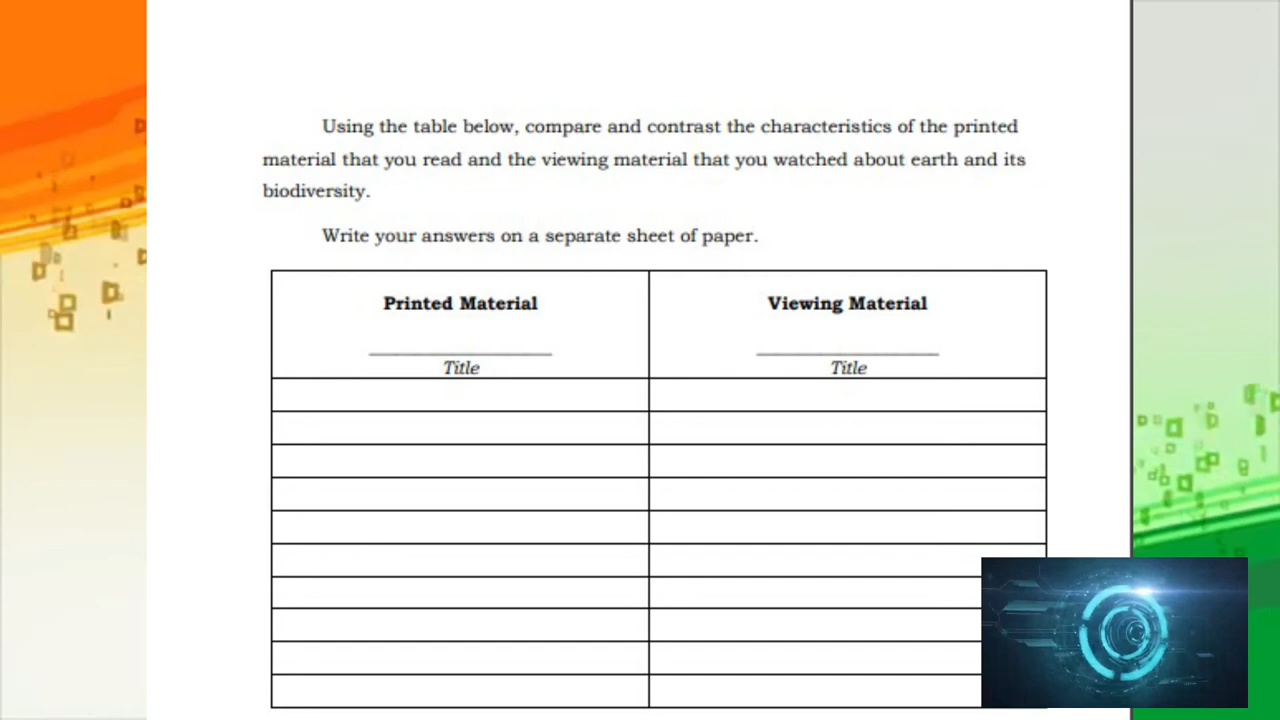 Using the table below, compare and contrast the characteristics of the printed
material that you read and the viewing material that you watched about earth and its
biodiversity.
Write your answers on a separate sheet of paper.
Printed Material
Title
Viewing Material
Title